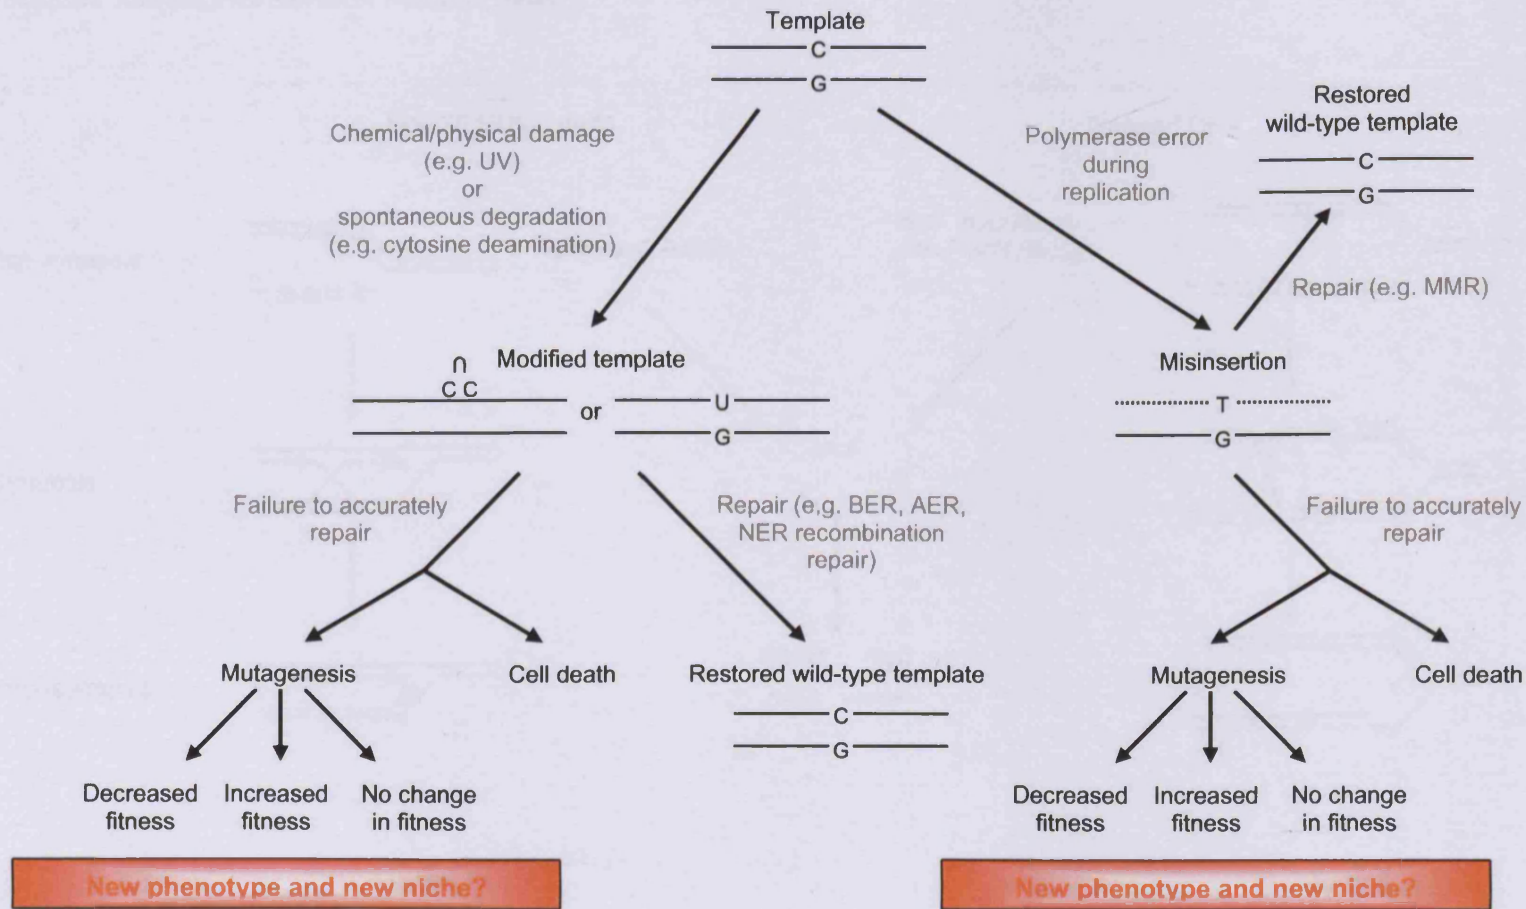 Template
C
G
Chemical/physical damage
(e.g. UV)
or
spontaneous degradation
(e.g. cytosine deamination)
Polymerase error
during
replication
Restored
wild-type template
C
G
Repair (e.g. MMR)
Modified template
∩
C C
or
U
G
Misinsertion
T
G
Failure to accurately
repair
Repair (e,g. BER, AER,
NER recombination
repair)
Failure to accurately
repair
Mutagenesis
Cell death
Restored wild-type template
C
G
Mutagenesis
Cell death
Decreased
fitness
Increased
fitness
No change
in fitness
Decreased
fitness
Increased
fitness
No change
in fitness
New phenotype and new niche?
New phenotype and new niche?